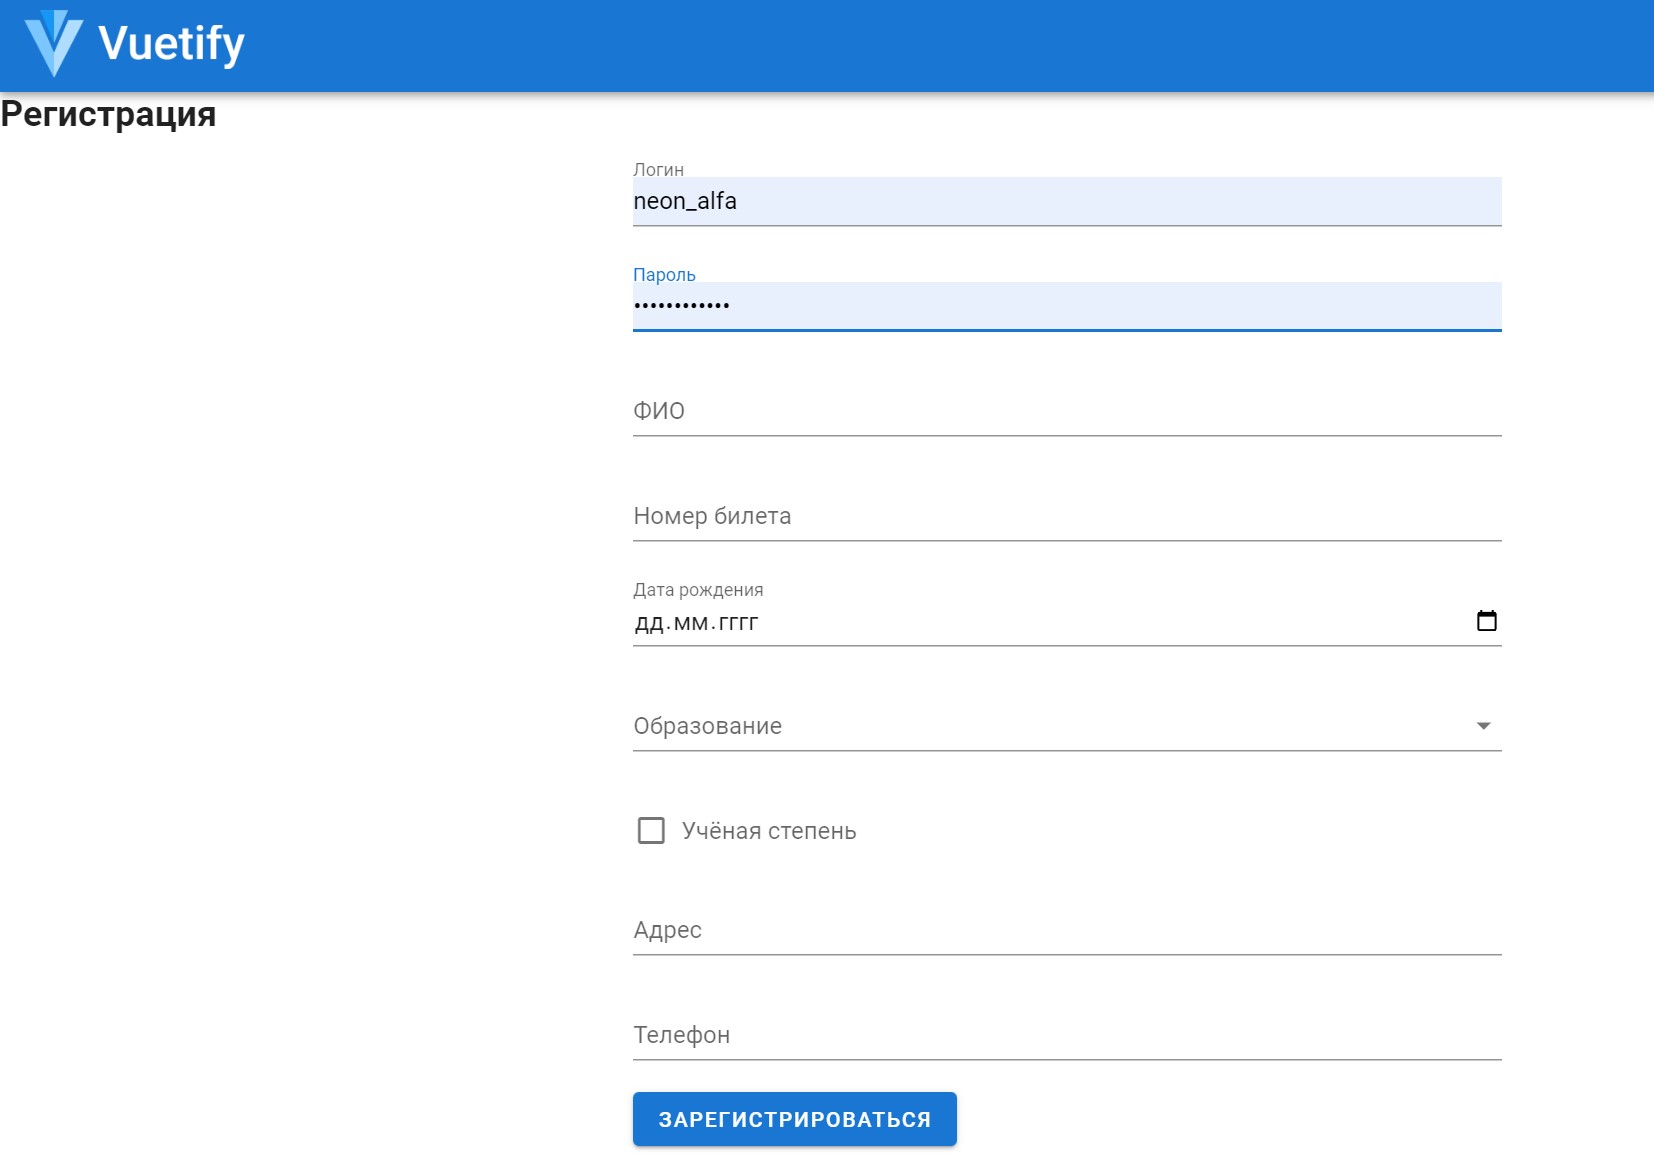 Vuetify
Регистрация
Логин
neon_alfa
Пароль
••••••••••••
ФИО
Номер билета
Дата рождения
дд.мм.гггг
Образование
Учёная степень
Адрес
Телефон
ЗАРЕГИСТРИРОВАТЬСЯ